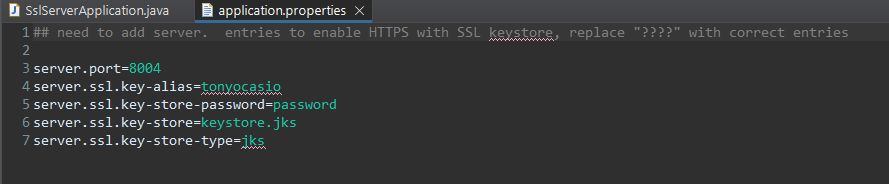 SslServerApplication.java application.properties
1 ## need to add server.  entries to enable HTTPS with SSL keystore, replace "????" with correct entries
2
3 server.port=8004
4 server.ssl.key-alias=tonyocasio
5 server.ssl.key-store-password=password
6 server.ssl.key-store=keystore.jks
7 server.ssl.key-store-type=jks